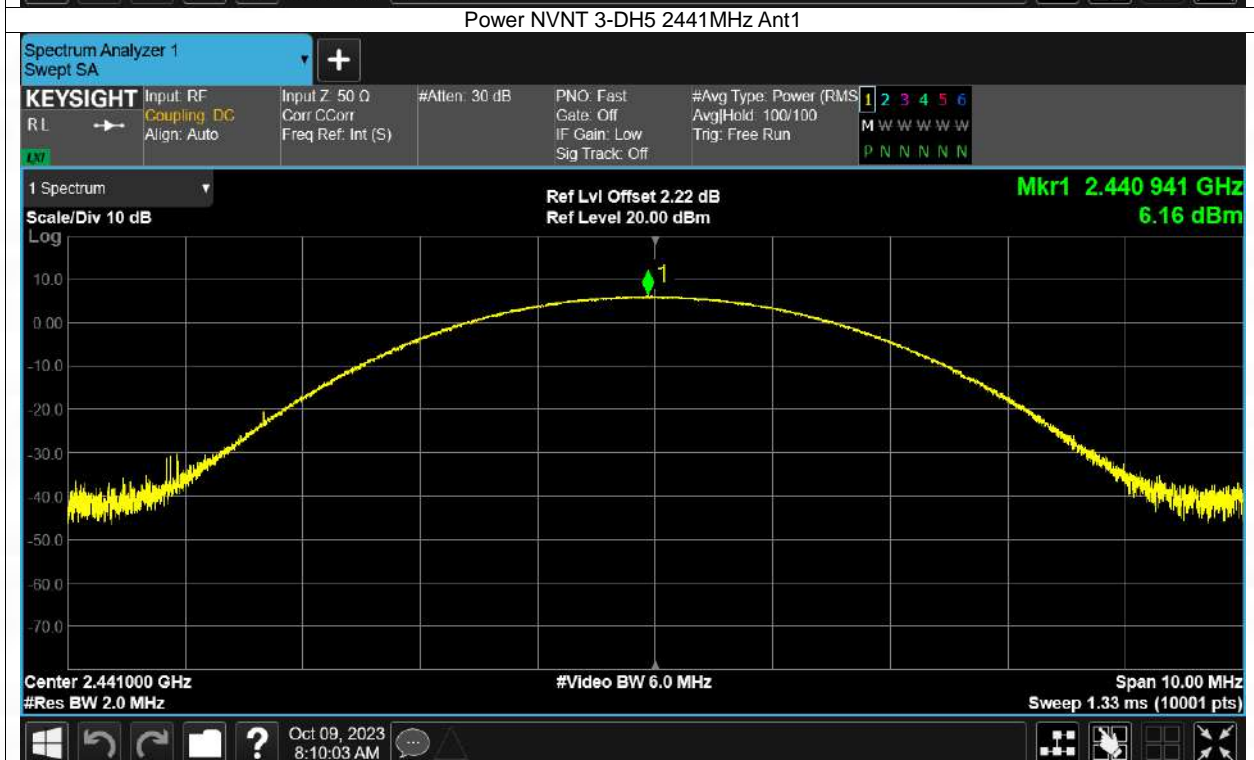 Power NVNT 3-DH5 2441MHz Ant1
Spectrum Analyzer 1
Swept SA
+
KEYSIGHT
RL
LXI
Input: RF
Coupling: DC
Align: Auto
Input Z: 50 Ω
Corr CCorr
Freq Ref: Int (S)
#Atten: 30 dB
PNO: Fast
Gate: Off
IF Gain: Low
Sig Track: Off
#Avg Type: Power (RMS
Avg|Hold: 100/100
Trig: Free Run
1 2 3 4 5 6
M W W W W W
P N N N N N
1 Spectrum
Scale/Div 10 dB
Log
Ref Lvl Offset 2.22 dB
Ref Level 20.00 dBm
Mkr1 2.440 941 GHz
6.16 dBm
1
10.0
0.00
-10.0
-20.0
-30.0
-40.0
-50.0
-60.0
-70.0
Center 2.441000 GHz
#Res BW 2.0 MHz
#Video BW 6.0 MHz
Span 10.00 MHz
Sweep 1.33 ms (10001 pts)
?
Oct 09, 2023
8:10:03 AM